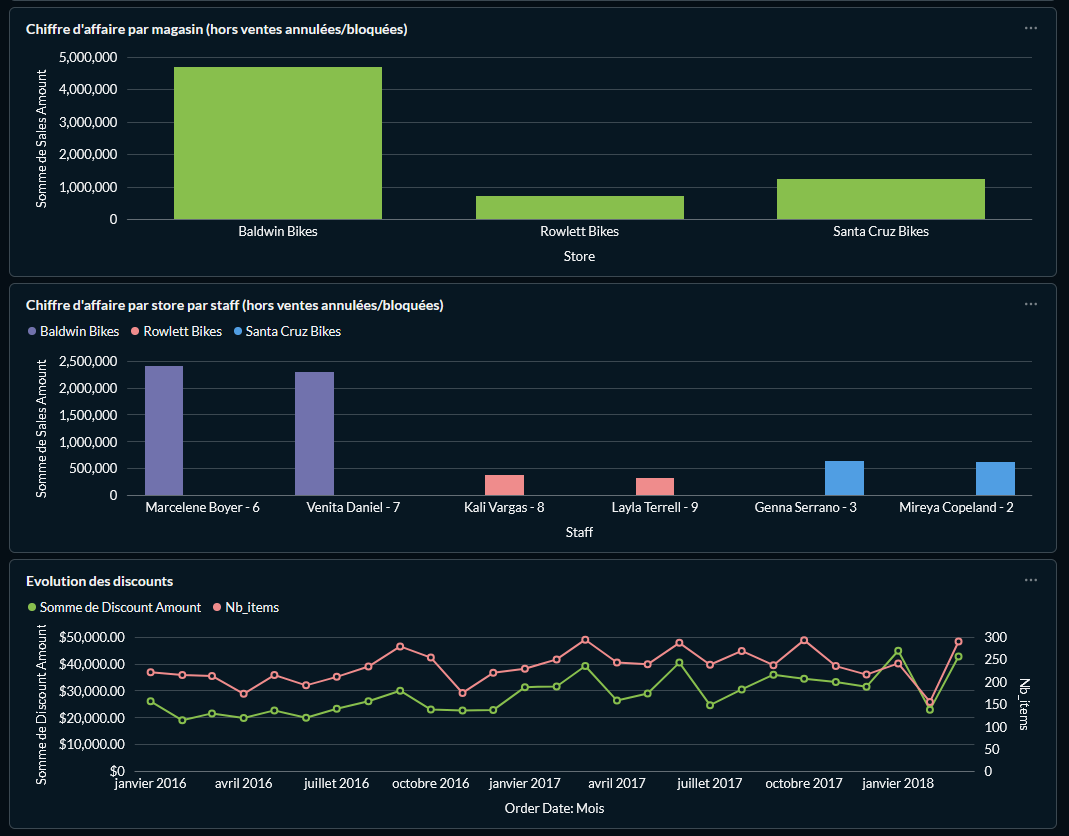 Chiffre d'affaire par magasin (hors ventes annulées/bloquées)
Somme de Sales Amount
5,000,000
4,000,000
3,000,000
2,000,000
1,000,000
0
Baldwin Bikes Rowlett Bikes Santa Cruz Bikes
Store
Chiffre d'affaire par store par staff (hors ventes annulées/bloquées)
Baldwin Bikes Rowlett Bikes Santa Cruz Bikes
Somme de Sales Amount
2,500,000
2,000,000
1,500,000
1,000,000
500,000
0
Marcelene Boyer - 6 Venita Daniel - 7 Kali Vargas - 8 Layla Terrell - 9 Genna Serrano - 3 Mireya Copeland - 2
Staff
Evolution des discounts
Somme de Discount Amount Nb_items
Somme de Discount Amount
$50,000.00
$40,000.00
$30,000.00
$20,000.00
$10,000.00
$0
300
250
200
150
100
50
0
Nb_items
janvier 2016 avril 2016 juillet 2016 octobre 2016 janvier 2017 avril 2017 juillet 2017 octobre 2017 janvier 2018
Order Date: Mois